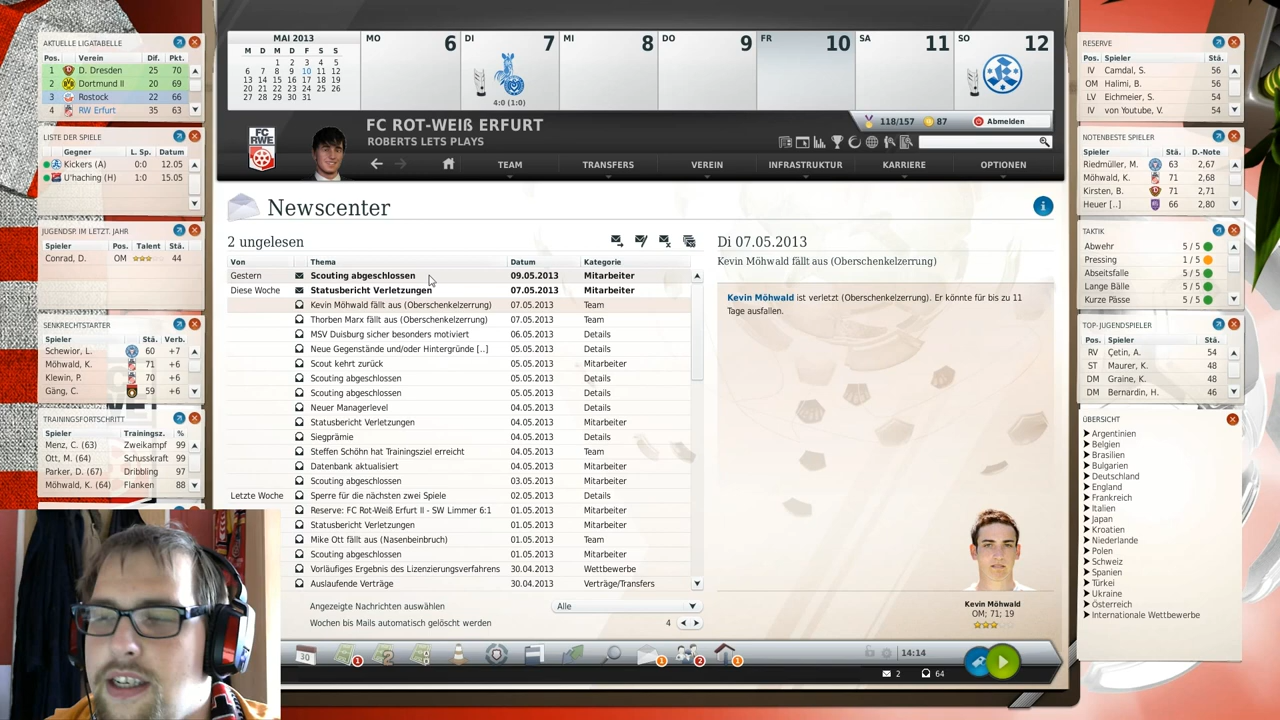 AKTUELLE LIGATABELLE
Pos. Verein Dif. Pkt.
1 D. Dresden 25 70
2 Dortmund II 20 69
3 Rostock 22 66
4 RW Erfurt 35 63
LISTE DER SPIELE
Gegner L. Sp. Datum
Kickers (A) 0:0 12.05
U'haching (H) 1:0 15.05
JUGENDSP. IM LETZT. JAHR
Spieler Pos. Talent Stä.
Conrad, D. OM 44
SENKRECHTSTARTER
Spieler Stä. Verb.
Schewior, L. 60 +7
Möhwald, K. 71 +6
Klewin, P. 70 +6
Gäng, C. 59 +6
TRAININGSFORTSCHRITT
Spieler Trainingsz. %
Menz, C. (63) Zweikampf 99
Ott, M. (64) Schusskraft 99
Parker, D. (67) Dribbling 97
Möhwald, K. (64) Flanken 88
MAI 2013
M D M D F S S
1 2 3 4 5
6 7 8 9 10 11 12
13 14 15 16 17 18 19
20 21 22 23 24 25 26
27 28 29 30 31
MO 6
DI 7
4:0 (1:0)
MI 8
DO 9
FR 10
SA 11
SO 12
FC RWE
FC ROT-WEIß ERFURT
ROBERTS LETS PLAYS
118/157 87 Abmelden
TEAM TRANSFERS VEREIN INFRASTRUKTUR KARRIERE OPTIONEN
Newscenter
2 ungelesen
Von Thema Datum Kategorie
Gestern Scouting abgeschlossen 09.05.2013 Mitarbeiter
Diese Woche Statusbericht Verletzungen 07.05.2013 Mitarbeiter
Kevin Möhwald fällt aus (Oberschenkelzerrung) 07.05.2013 Team
Thorben Marx fällt aus (Oberschenkelzerrung) 07.05.2013 Team
MSV Duisburg sicher besonders motiviert 06.05.2013 Details
Neue Gegenstände und/oder Hintergründe [..] 05.05.2013 Details
Scout kehrt zurück 05.05.2013 Mitarbeiter
Scouting abgeschlossen 05.05.2013 Details
Scouting abgeschlossen 05.05.2013 Mitarbeiter
Neuer Managerlevel 04.05.2013 Details
Statusbericht Verletzungen 04.05.2013 Mitarbeiter
Siegprämie 04.05.2013 Details
Steffen Schöhn hat Trainingsziel erreicht 04.05.2013 Mitarbeiter
Datenbank aktualisiert 04.05.2013 Mitarbeiter
Scouting abgeschlossen 03.05.2013 Mitarbeiter
Letzte Woche Sperre für die nächsten zwei Spiele 02.05.2013 Details
Reserve: FC Rot-Weiß Erfurt II - SW Limmer 6:1 01.05.2013 Mitarbeiter
Statusbericht Verletzungen 01.05.2013 Mitarbeiter
Mike Ott fällt aus (Nasenbeinbruch) 01.05.2013 Team
Scouting abgeschlossen 01.05.2013 Mitarbeiter
Vorläufiges Ergebnis des Lizenzierungsverfahrens 30.04.2013 Wettbewerbe
Auslaufende Verträge 30.04.2013 Verträge/Transfers
Angezeigte Nachrichten auswählen Alle
Wochen bis Mails automatisch gelöscht werden 4
Di 07.05.2013
Kevin Möhwald fällt aus (Oberschenkelzerrung)
Kevin Möhwald ist verletzt (Oberschenkelzerrung). Er könnte für bis zu 11
Tage ausfallen.
Kevin Möhwald
OM; 71; 19
30 1 2 1 2 1
14:14
2 64
RESERVE
Pos. Spieler Stä.
IV Camdal, S. 56
OM Halimi, B. 56
LV Eichmeier, S. 54
IV von Youtube, V. 54
NOTENBESTE SPIELER
Spieler Stä. D.-Note
Riedmüller, M. 63 2,67
Möhwald, K. 71 2,68
Kirsten, B. 71 2,71
Heuer [..] 66 2,80
TAKTIK
Abwehr 5 / 5
Pressing 1 / 5
Abseitsfalle 5 / 5
Lange Bälle 5 / 5
Kurze Pässe 5 / 5
TOP-JUGENDSPIELER
Pos. Spieler Stä.
RV Çetin, A. 54
ST Maurer, K. 48
DM Graine, K. 48
DM Bernardin, H. 46
ÜBERSICHT
Argentinien
Belgien
Brasilien
Bulgarien
Deutschland
England
Frankreich
Italien
Japan
Kroatien
Niederlande
Polen
Schweiz
Spanien
Türkei
Ukraine
Österreich
Internationale Wettbewerbe